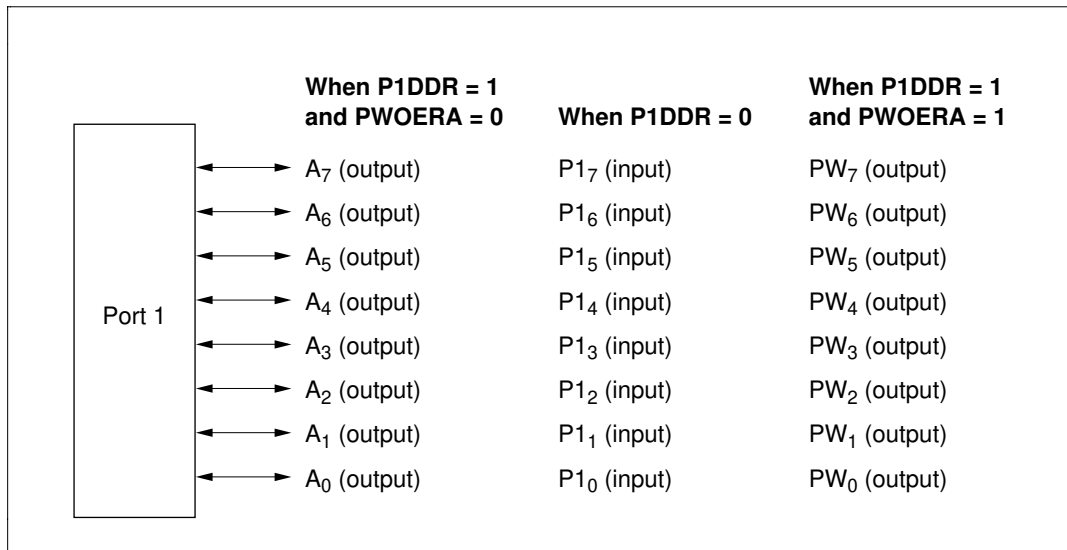 When P1DDR = 1 and PWOERA = 0
When P1DDR = 0
When P1DDR = 1 and PWOERA = 1
Port 1
A7 (output) P17 (input) PW7 (output)
A6 (output) P16 (input) PW6 (output)
A5 (output) P15 (input) PW5 (output)
A4 (output) P14 (input) PW4 (output)
A3 (output) P13 (input) PW3 (output)
A2 (output) P12 (input) PW2 (output)
A1 (output) P11 (input) PW1 (output)
A0 (output) P10 (input) PW0 (output)